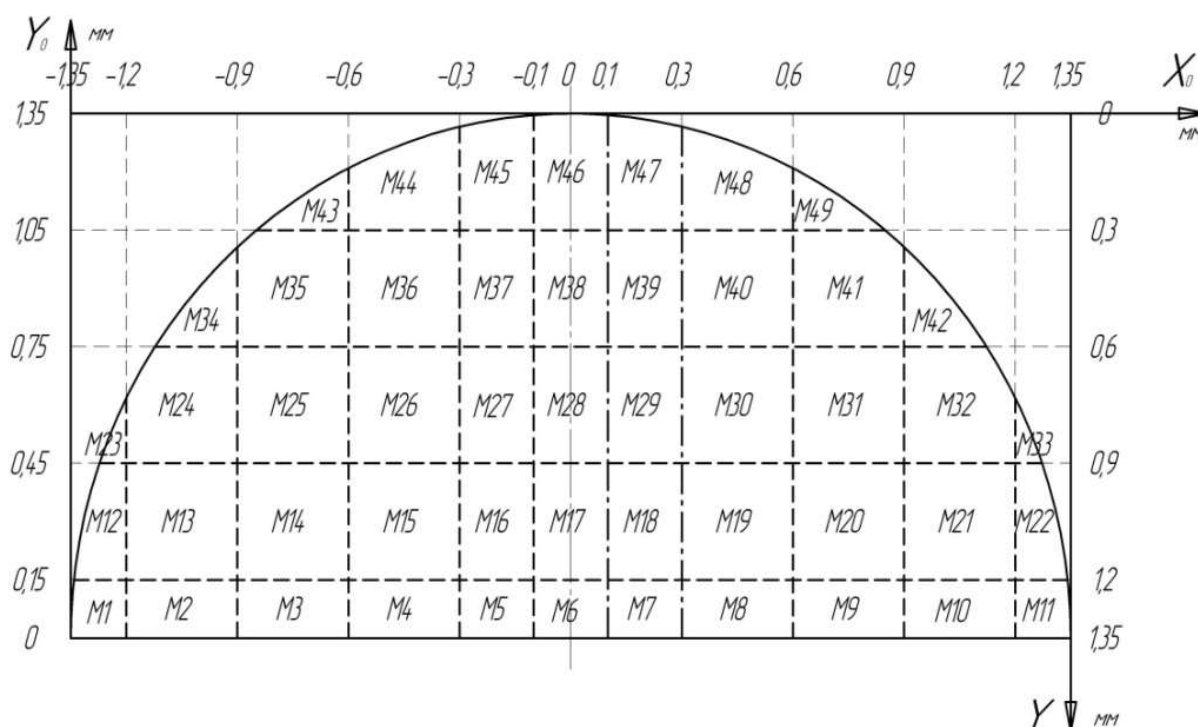 Y₀ мм
-1,35 -1,2 -0,9 -0,6 -0,3 -0,1 0 0,1 0,3 0,6 0,9 1,2 1,35 X₀
1,35 0 мм
M45 M46 M47
M44 M48
M43 M49
1,05 0,3
M35 M36 M37 M38 M39 M40 M41
M34 M42
0,75 0,6
M24 M25 M26 M27 M28 M29 M30 M31 M32
M23 M33
0,45 0,9
M12 M13 M14 M15 M16 M17 M18 M19 M20 M21 M22
0,15 1,2
M1 M2 M3 M4 M5 M6 M7 M8 M9 M10 M11
0 1,35
Y мм